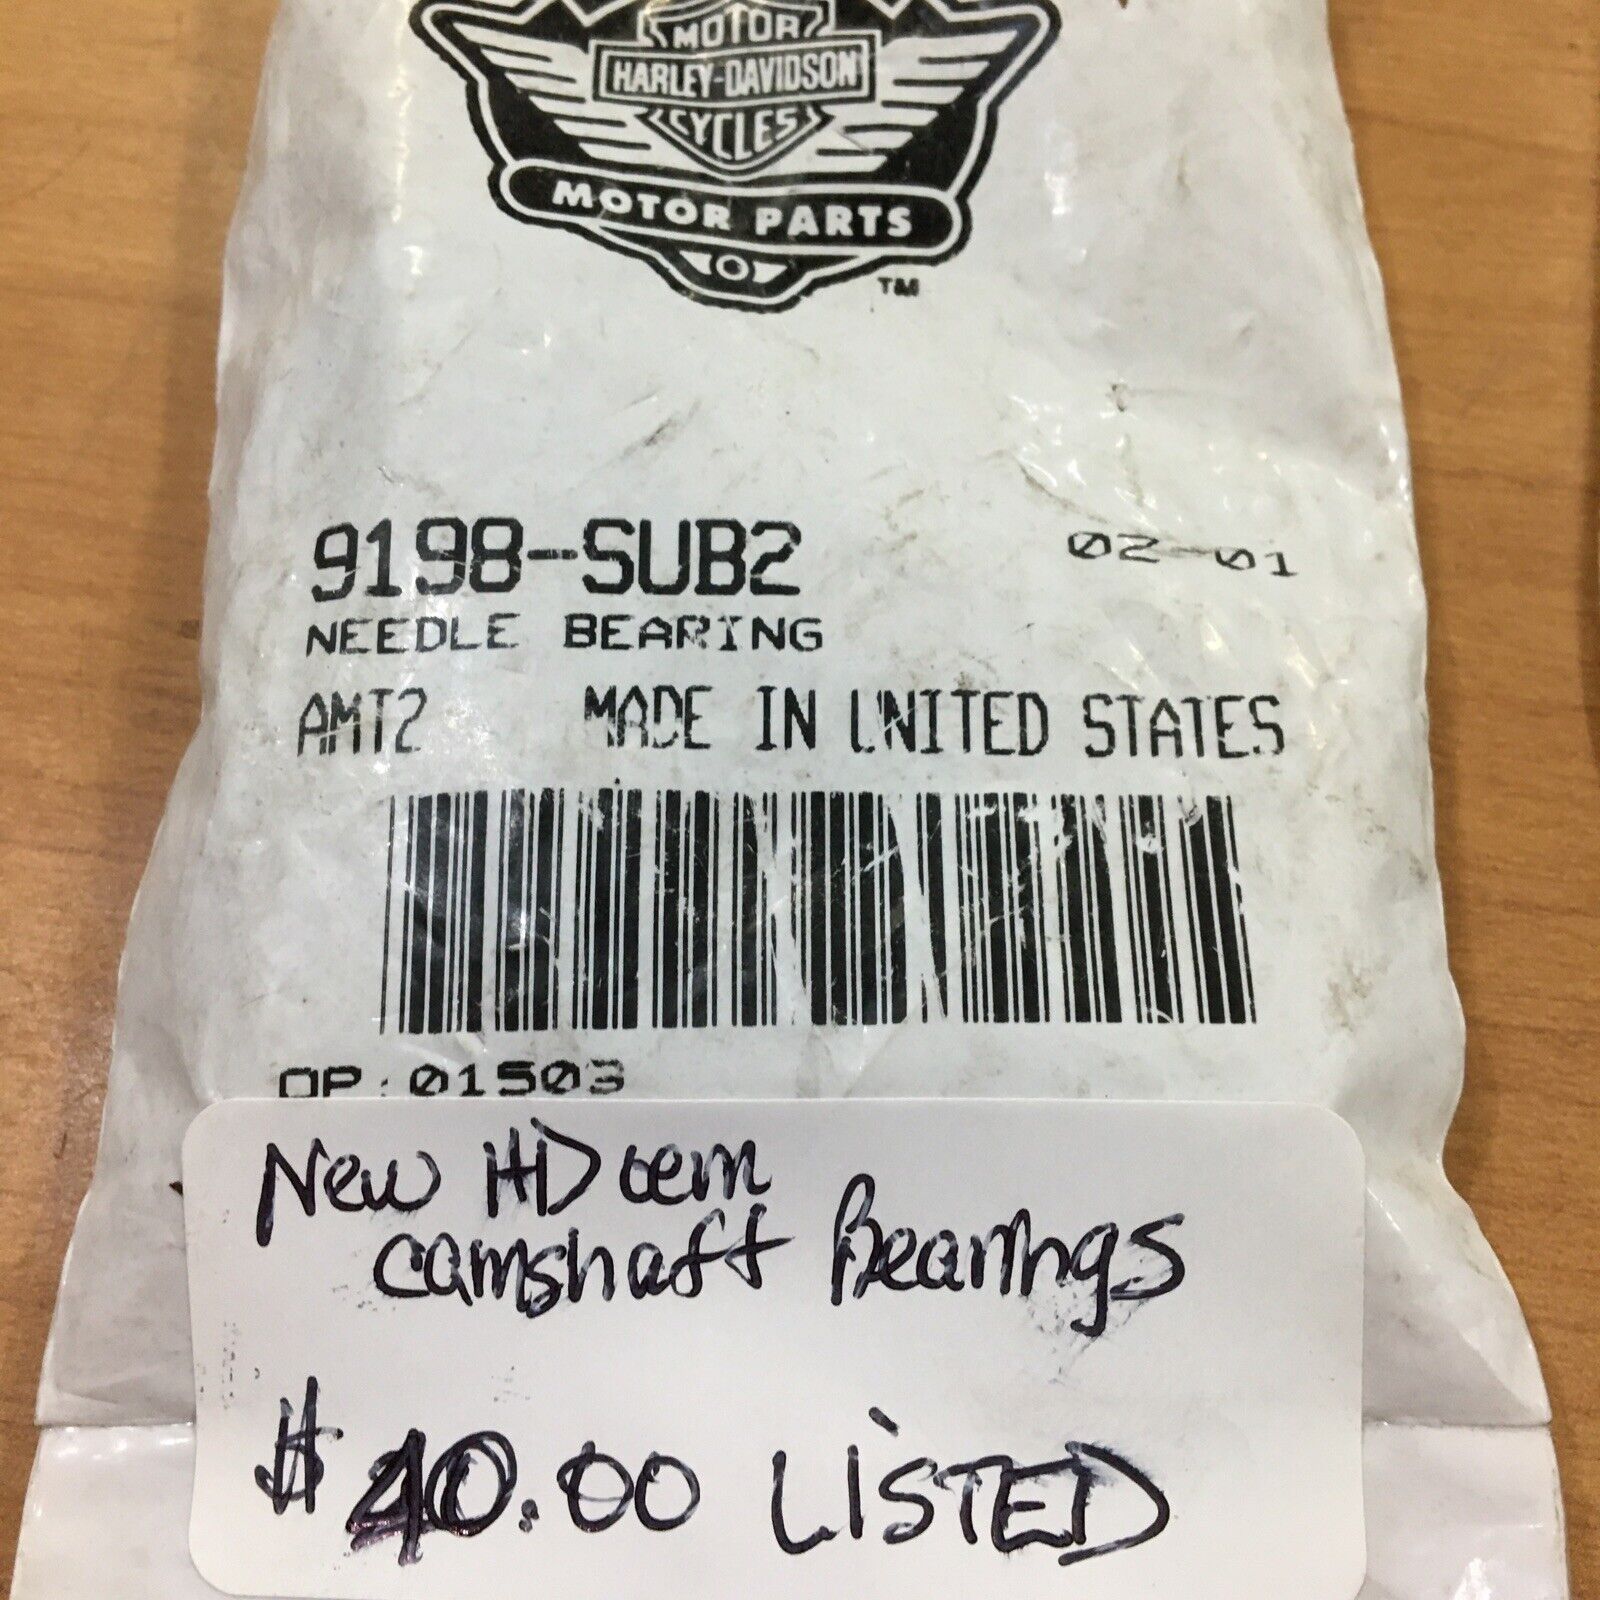 MOTOR
HARLEY-DAVIDSON
CYCLES
MOTOR PARTS
TM
9198-SUB2 02-01
NEEDLE BEARING
AMT2 MADE IN UNITED STATES
OP:01503
New HD oem
camshaft Bearings
$40.00 LiSTED